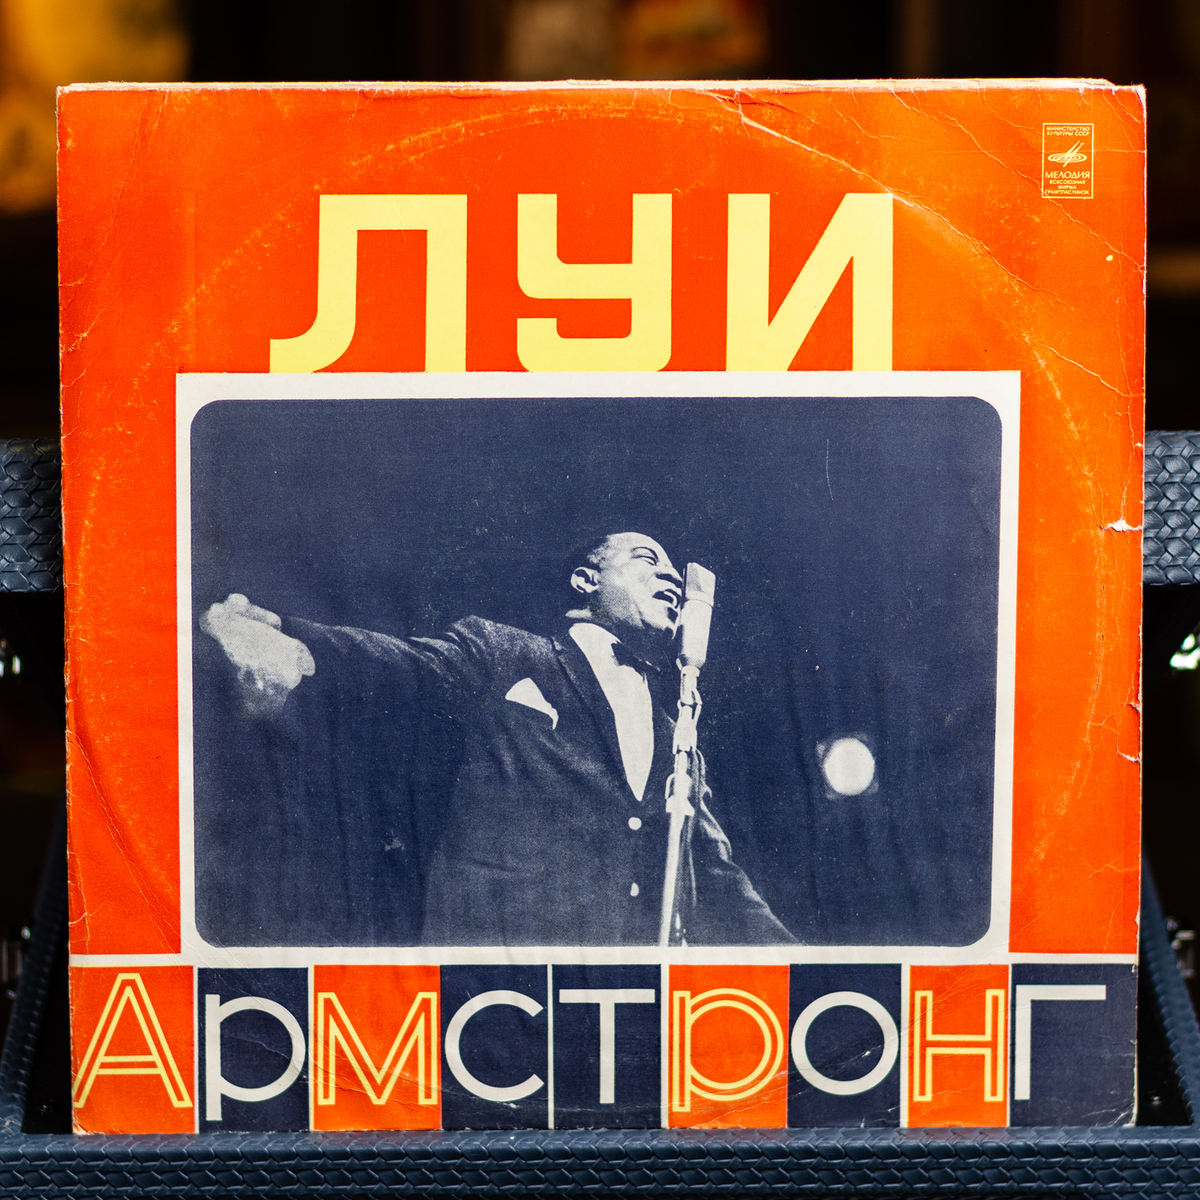 МИНИСТЕРСТВО
КУЛЬТУРЫ СССР
МЕЛОДИЯ
ВСЕСОЮЗНАЯ
ФИРМА
ГРАМПЛАСТИНОК
ЛУИ
АРМСТРОНГ